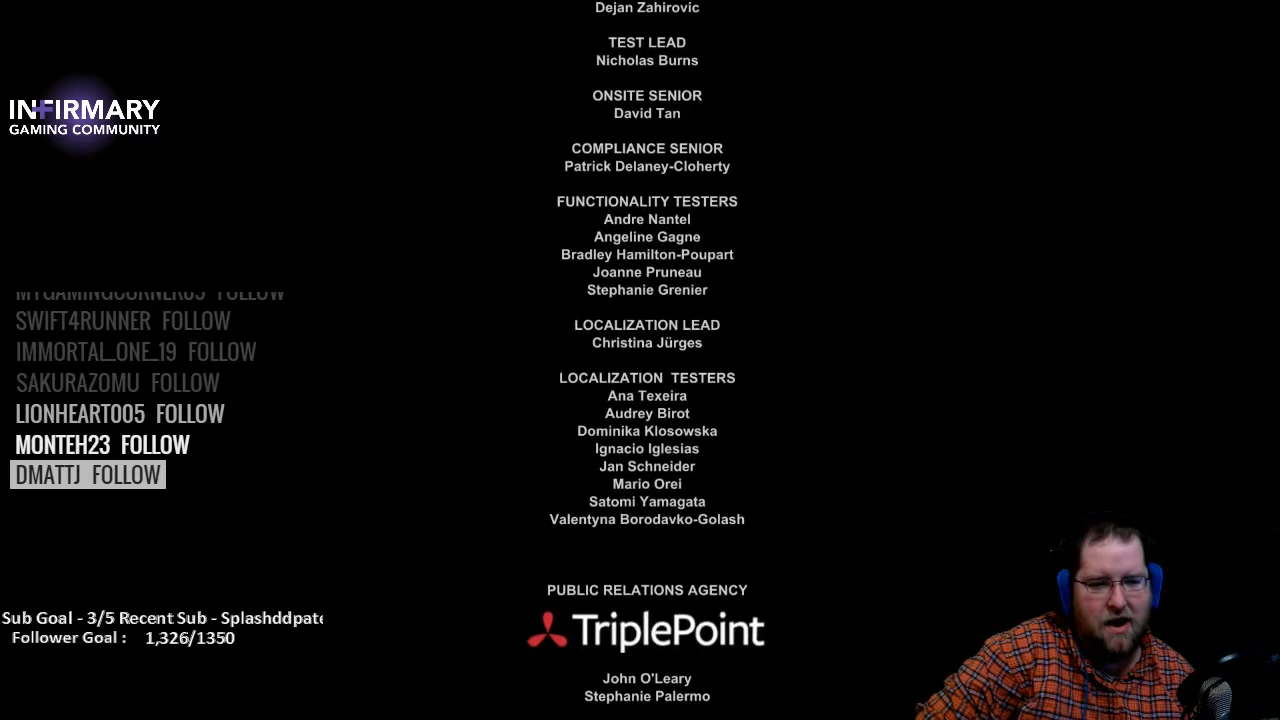 Dejan Zahirovic
TEST LEAD
Nicholas Burns
ONSITE SENIOR
David Tan
COMPLIANCE SENIOR
Patrick Delaney-Cloherty
FUNCTIONALITY TESTERS
Andre Nantel
Angeline Gagne
Bradley Hamilton-Poupart
Joanne Pruneau
Stephanie Grenier
LOCALIZATION LEAD
Christina Jürges
LOCALIZATION TESTERS
Ana Texeira
Audrey Birot
Dominika Klosowska
Ignacio Iglesias
Jan Schneider
Mario Orei
Satomi Yamagata
Valentyna Borodavko-Golash
PUBLIC RELATIONS AGENCY
TriplePoint
John O'Leary
Stephanie Palermo
INFIRMARY
GAMING COMMUNITY
FOLLOW
SWIFT4RUNNER FOLLOW
IMMORTAL_ONE_19 FOLLOW
SAKURAZOMU FOLLOW
LIONHEART005 FOLLOW
MONTEH23 FOLLOW
DMATTJ FOLLOW
Sub Goal - 3/5 Recent Sub - Splashddpate
Follower Goal : 1,326/1350